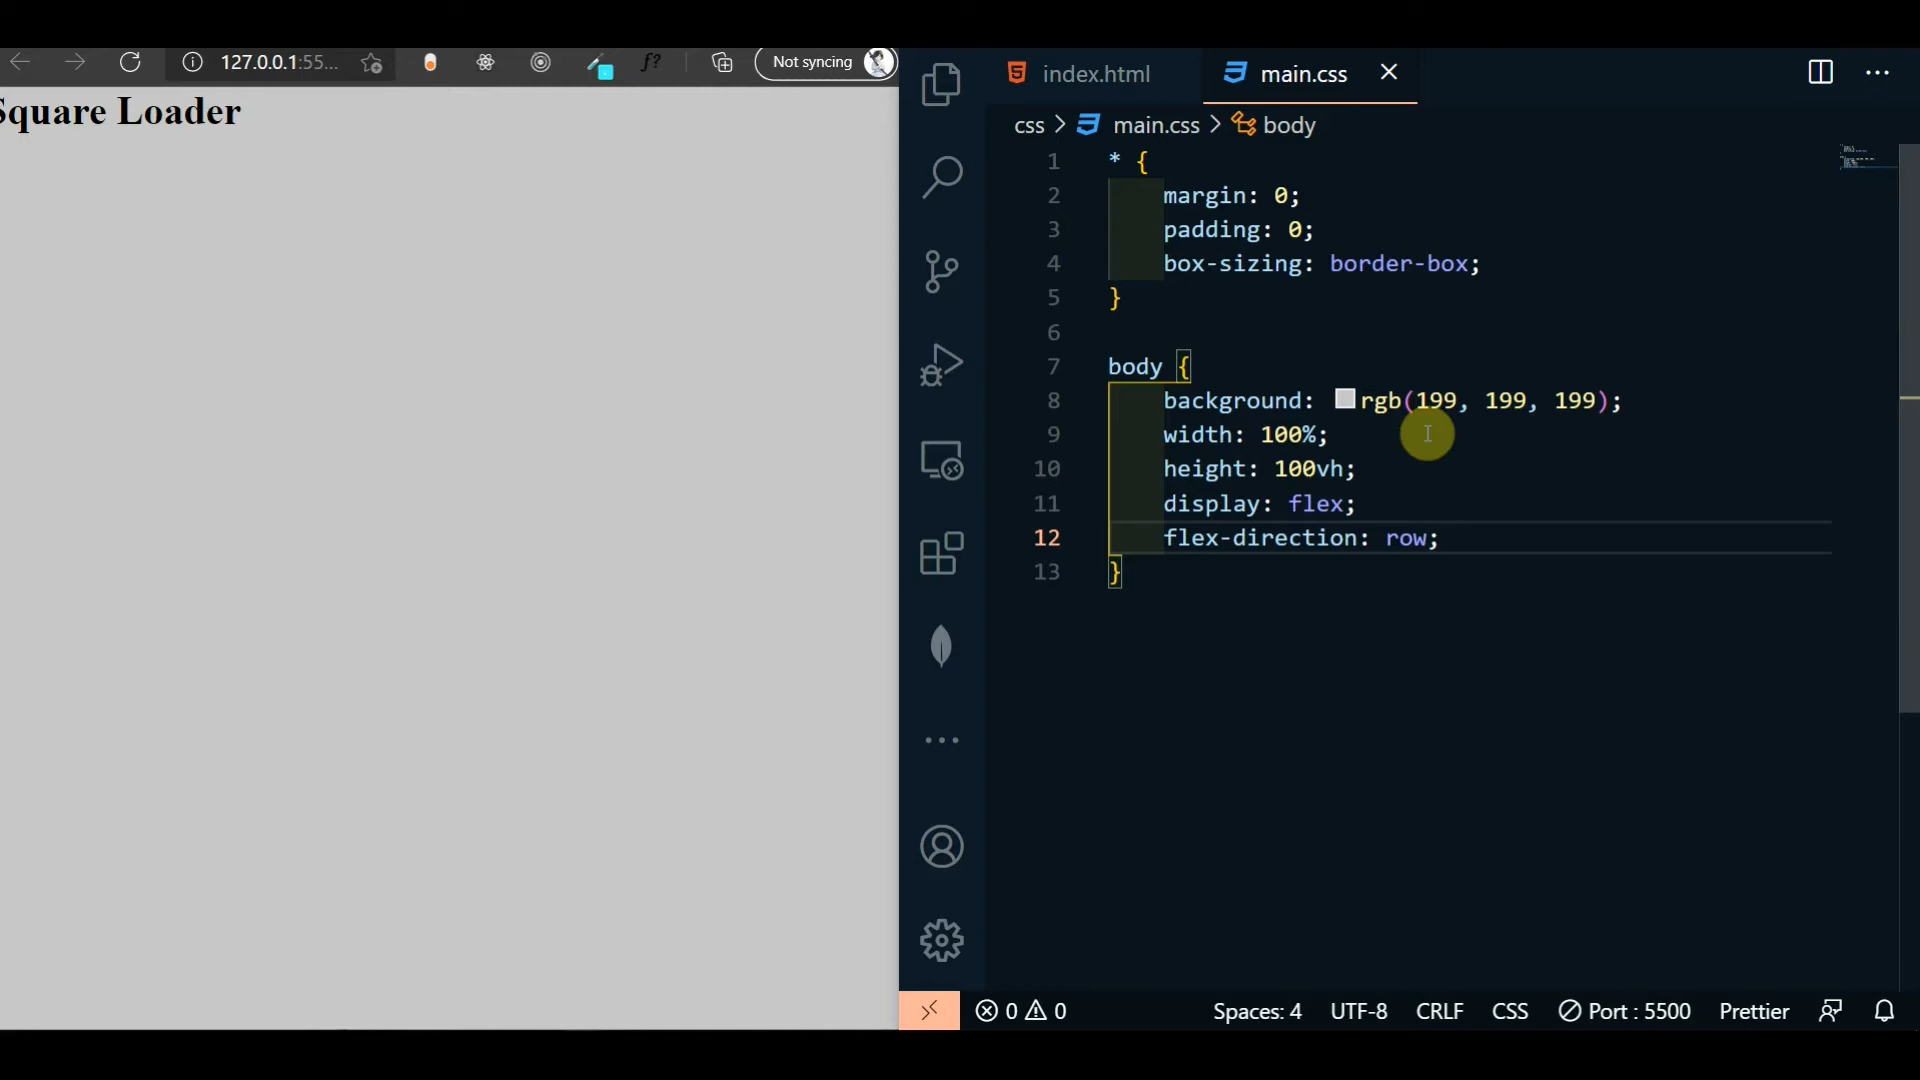 127.0.0.1:55...
f?
Not syncing
Square Loader
index.html
main.css
css > main.css > body
1 * {
2 margin: 0;
3 padding: 0;
4 box-sizing: border-box;
5 }
6
7 body {
8 background: rgb(199, 199, 199);
9 width: 100%;
10 height: 100vh;
11 display: flex;
12 flex-direction: row;
13 }
0 0
Spaces: 4
UTF-8
CRLF
CSS
Port : 5500
Prettier